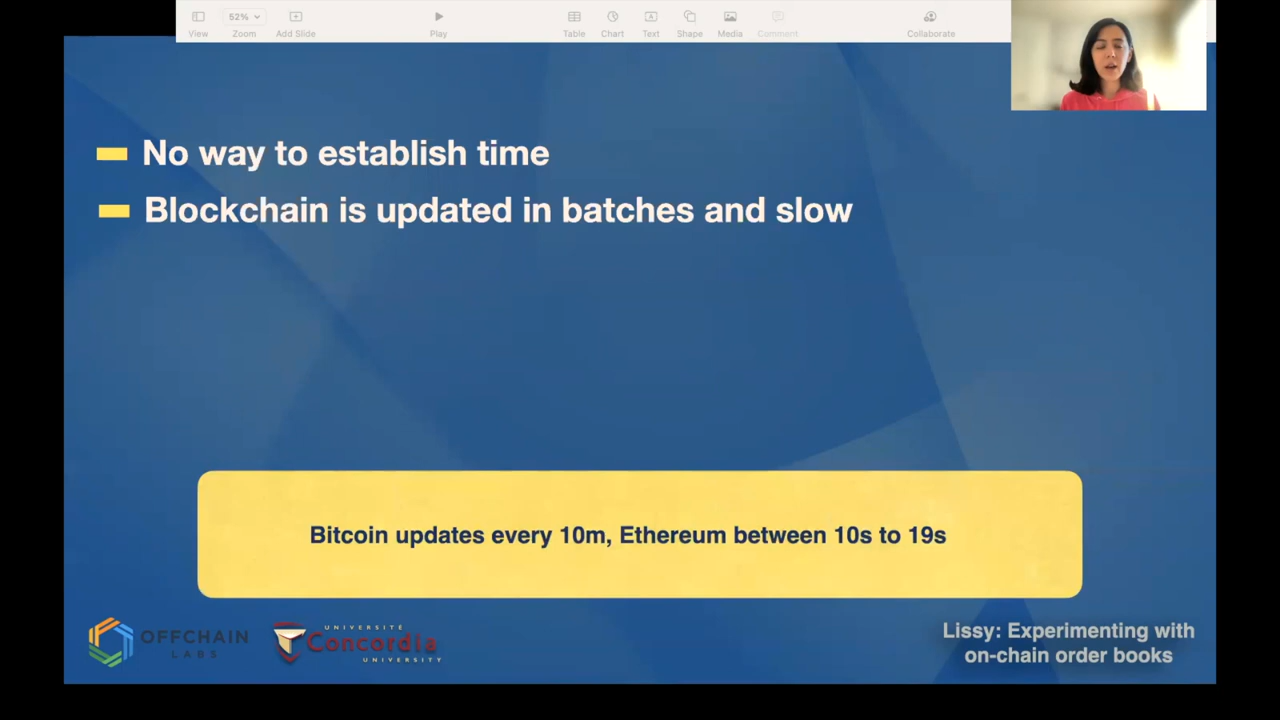 52%
View
Zoom
Add Slide
Play
Table
Chart
Text
Shape
Media
Comment
Collaborate
No way to establish time
Blockchain is updated in batches and slow
Bitcoin updates every 10m, Ethereum between 10s to 19s
OFFCHAIN
LABS
UNIVERSITÉ
Concordia
UNIVERSITY
Lissy: Experimenting with
on-chain order books